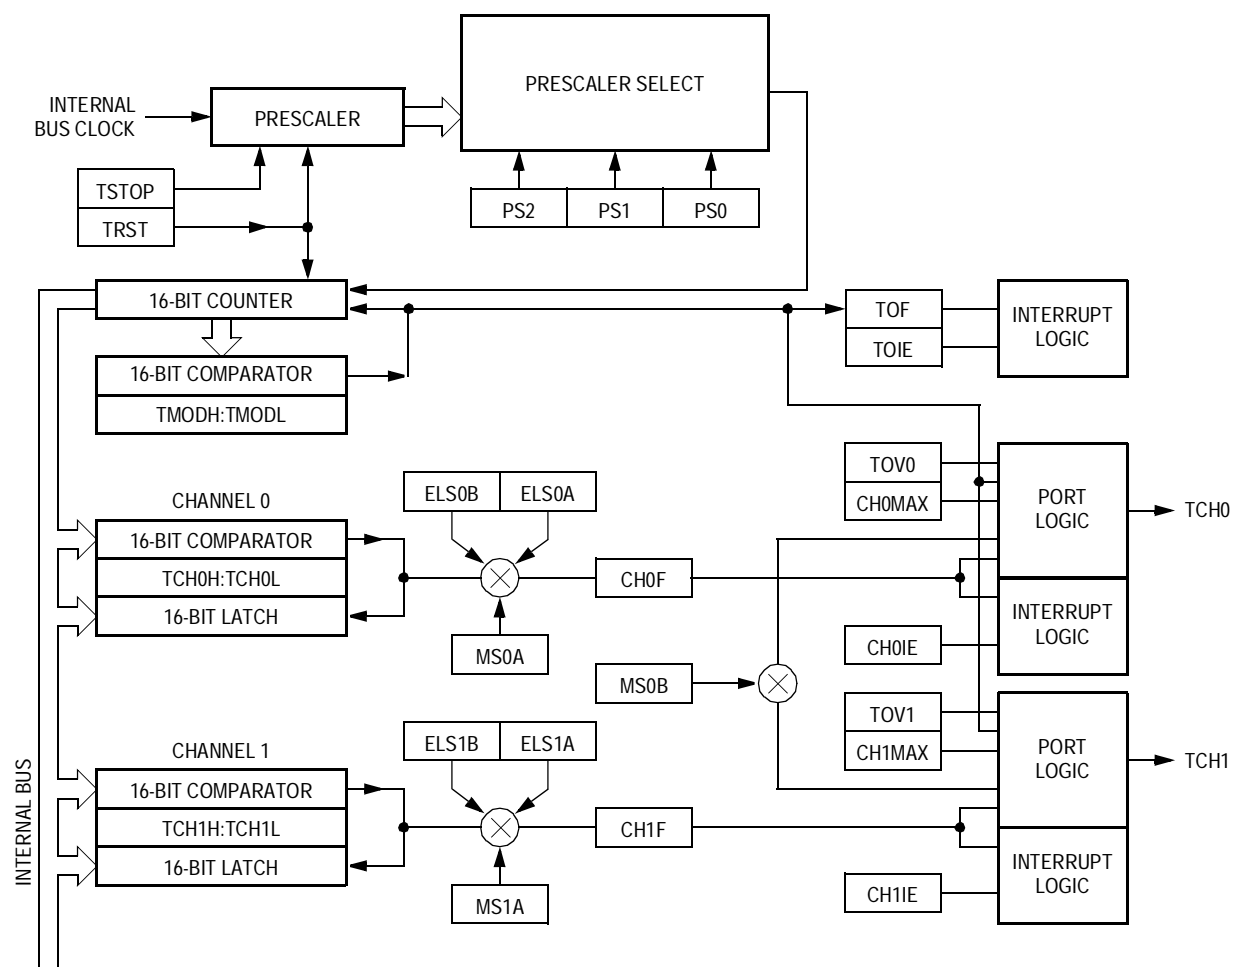 PRESCALER SELECT
INTERNAL
BUS CLOCK
PRESCALER
TSTOP
TRST
PS2
PS1
PS0
16-BIT COUNTER
16-BIT COMPARATOR
TMODH:TMODL
TOF
TOIE
INTERRUPT
LOGIC
CHANNEL 0
16-BIT COMPARATOR
TCH0H:TCH0L
16-BIT LATCH
ELS0B
ELS0A
MS0A
CH0F
TOV0
CH0MAX
PORT
LOGIC
TCH0
INTERRUPT
LOGIC
CH0IE
MS0B
CHANNEL 1
16-BIT COMPARATOR
TCH1H:TCH1L
16-BIT LATCH
ELS1B
ELS1A
MS1A
CH1F
TOV1
CH1MAX
PORT
LOGIC
TCH1
INTERRUPT
LOGIC
CH1IE
INTERNAL BUS